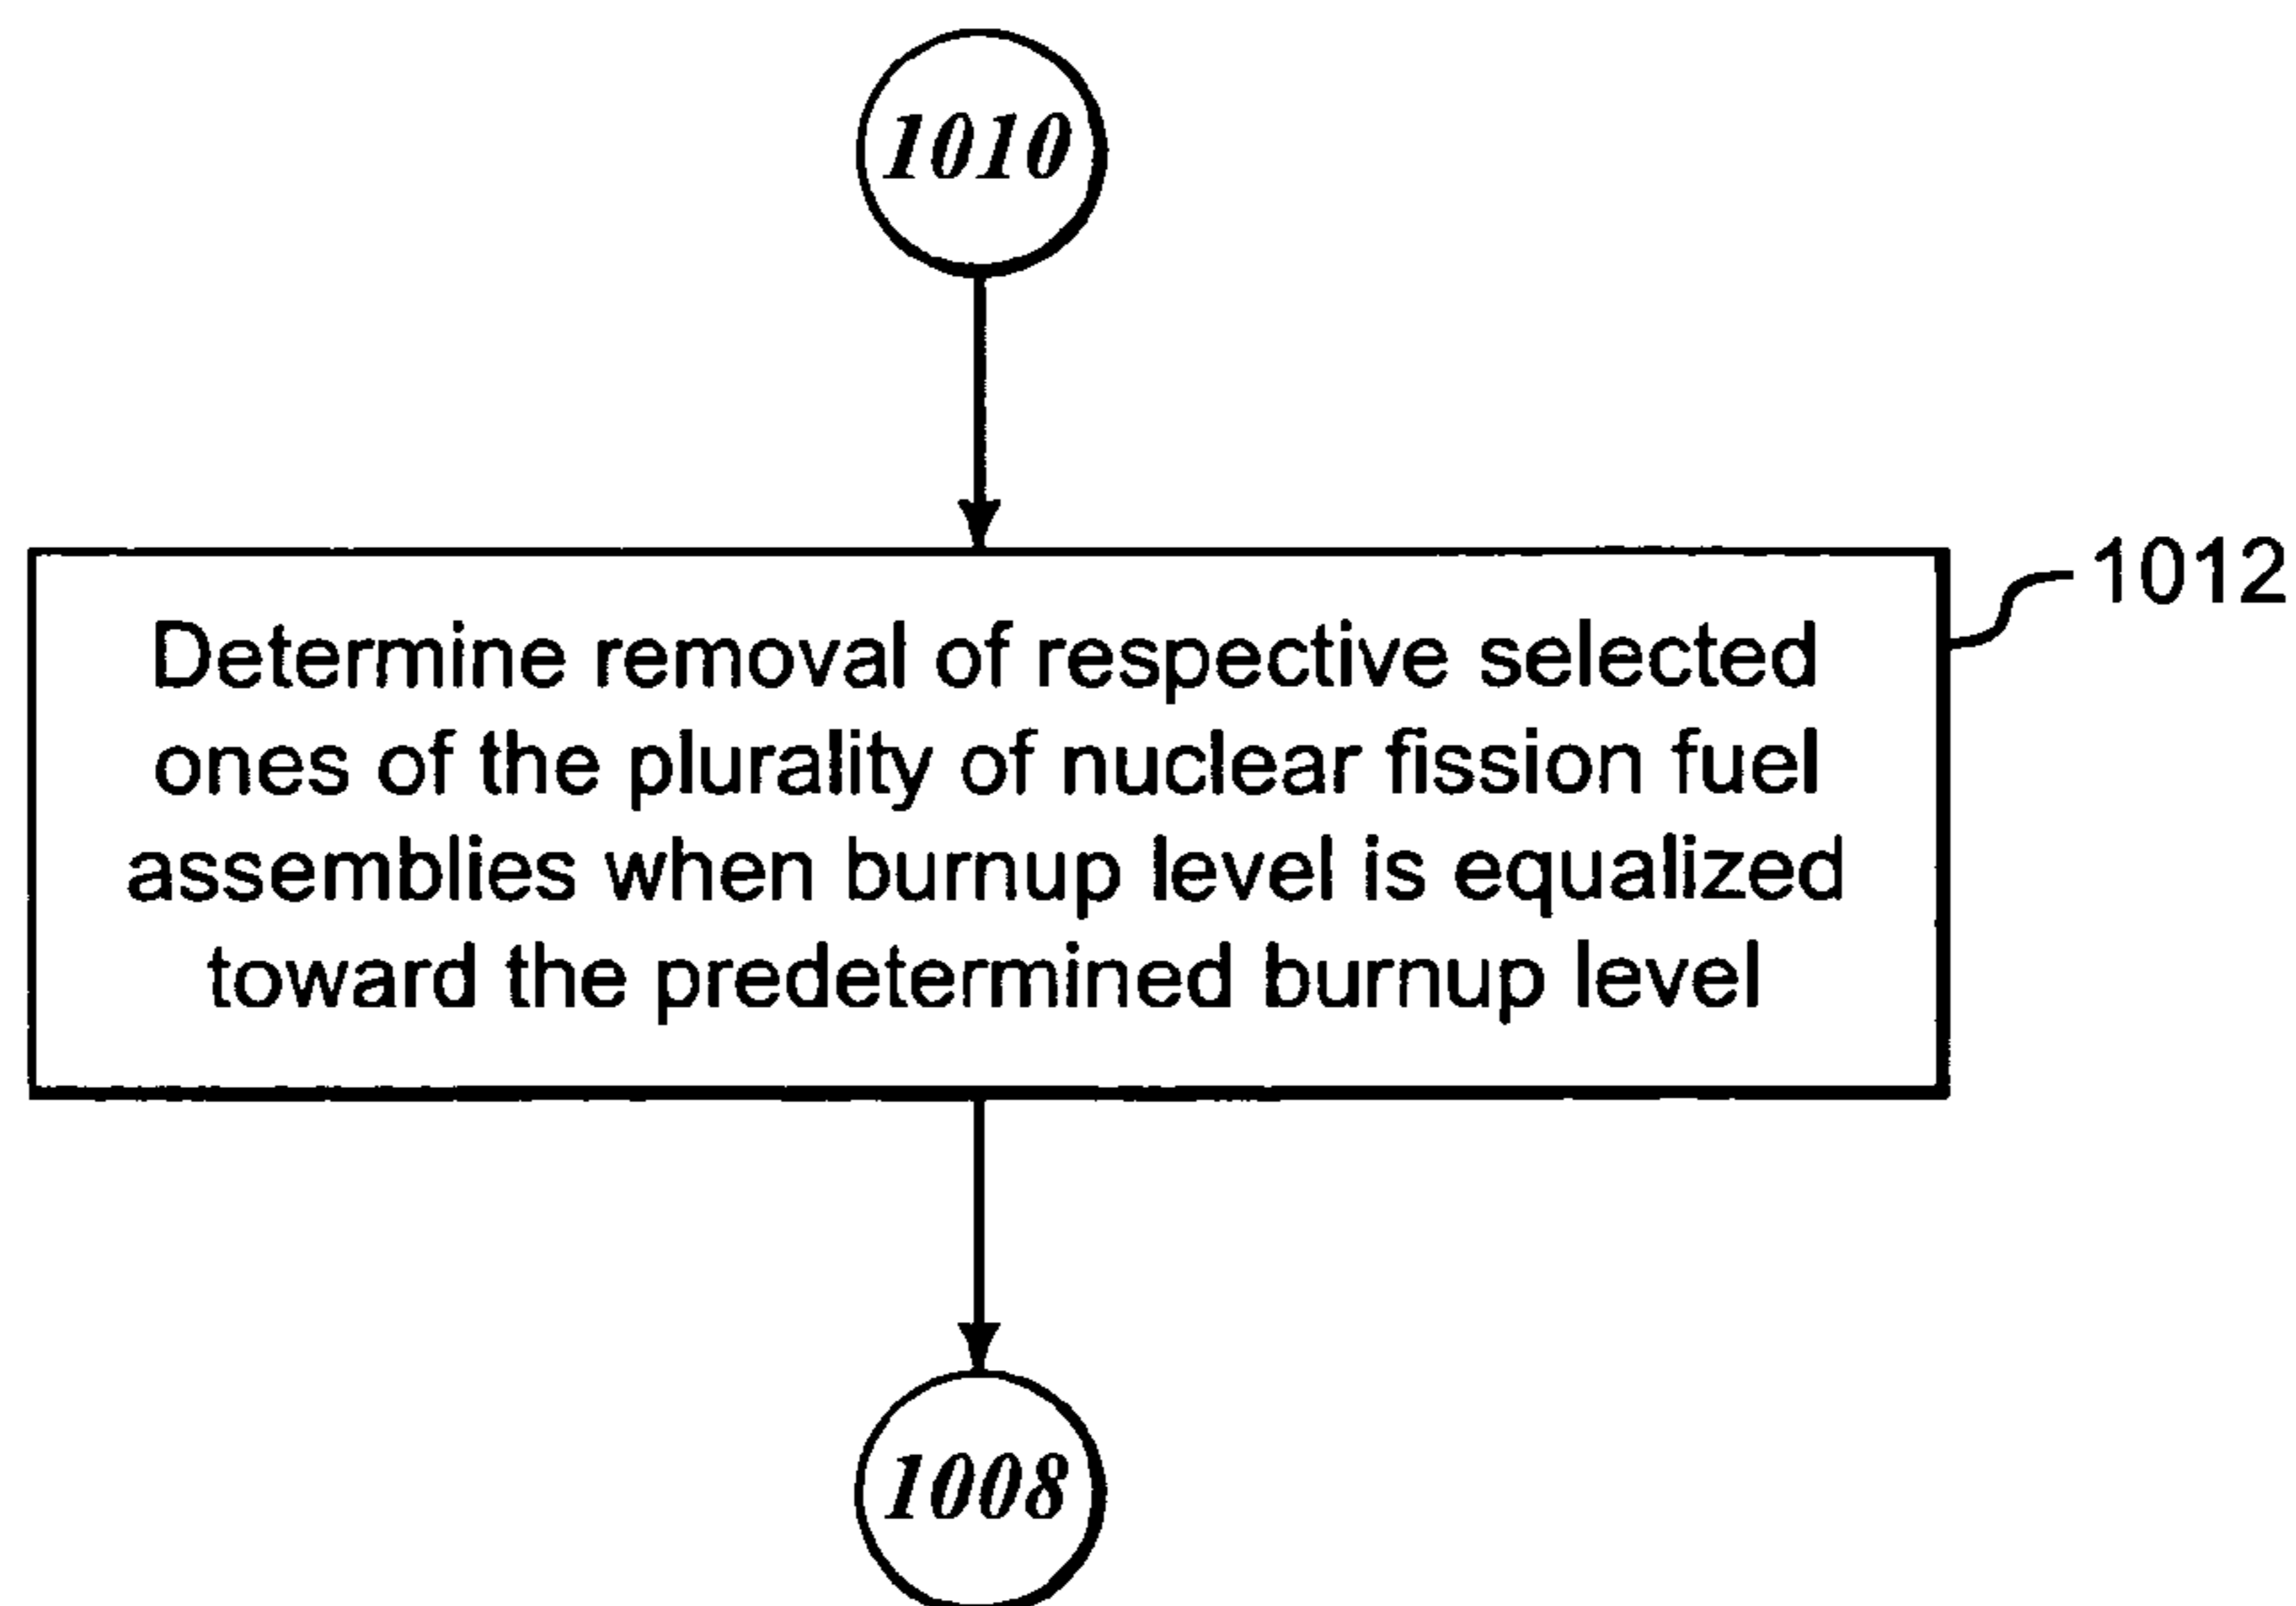 1010
1012
Determine removal of respective selected
ones of the plurality of nuclear fission fuel
assemblies when burnup level is equalized
toward the predetermined burnup level
1008